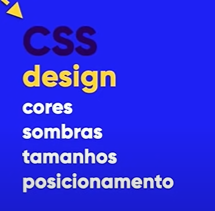 CSS
design
cores
sombras
tamanhos
posicionamento